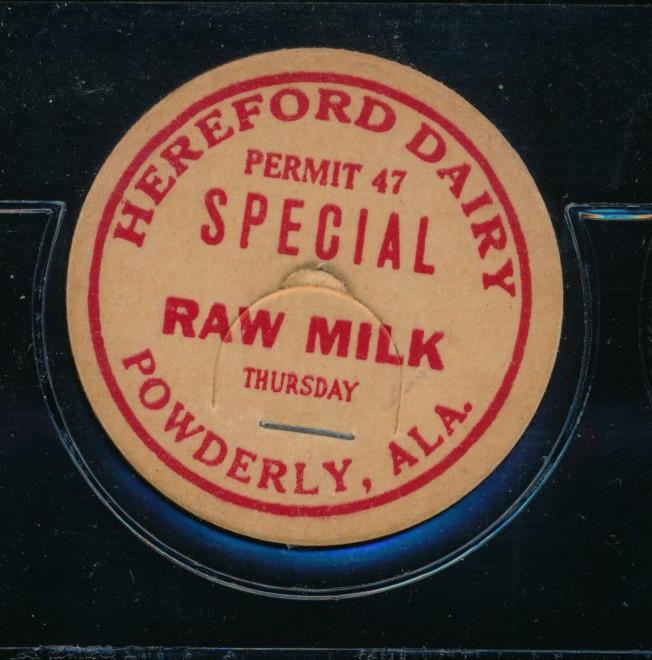 HEREFORD DAIRY
PERMIT 47
SPECIAL
RAW MILK
THURSDAY
POWDERLY, ALA.